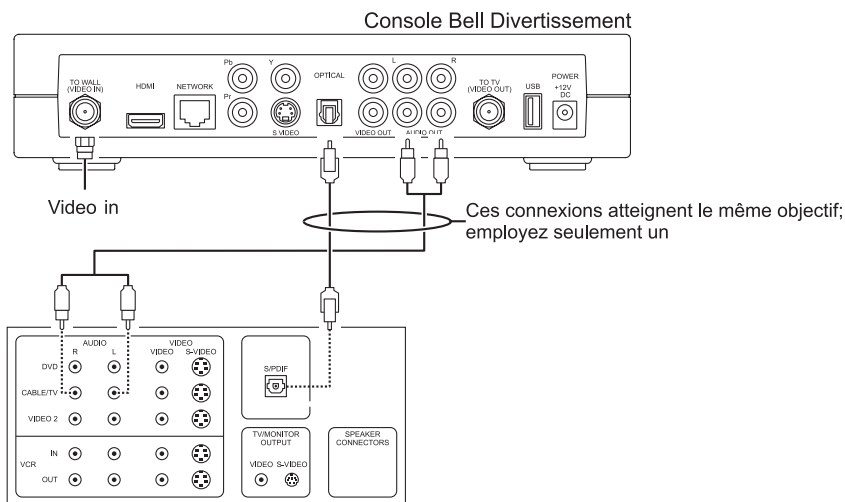 Console Bell Divertissement
TO WALL
(VIDEO IN)
HDMI
NETWORK
Pb
Pr
Y
S VIDEO
OPTICAL
L
R
VIDEO OUT
AUDIO OUT
TO TV
(VIDEO OUT)
USB
POWER
+12V
DC
Video in
Ces connexions atteignent le même objectif;
employez seulement un
AUDIO
VIDEO
R
L
VIDEO
S-VIDEO
DVD
CABLE/TV
VIDEO 2
VCR
IN
OUT
S/PDIF
TV/MONITOR
OUTPUT
VIDEO S-VIDEO
SPEAKER
CONNECTORS